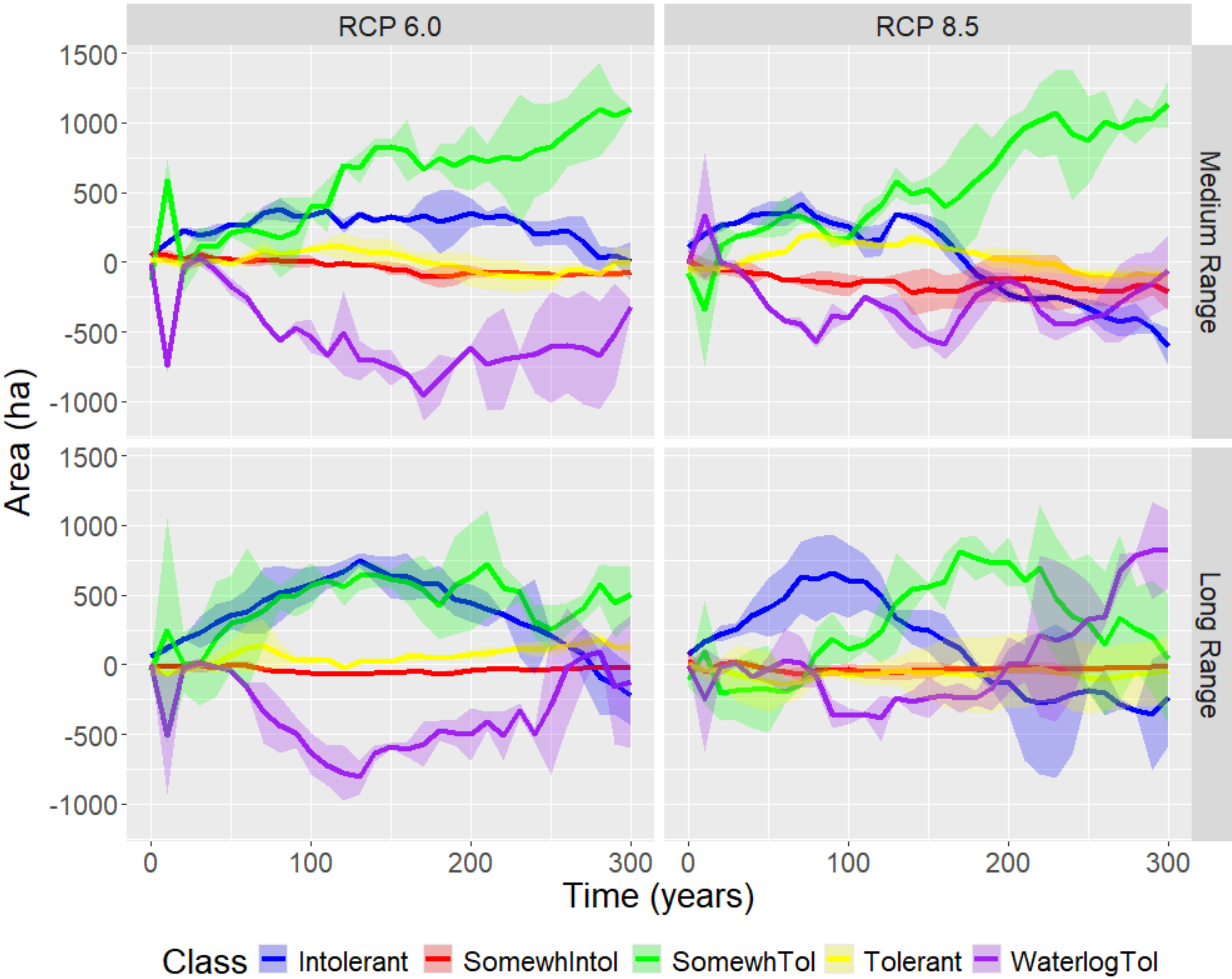 RCP 6.0
RCP 8.5
1500
1000
500
0
-500
-1000
Medium Range
1500
1000
500
0
-500
-1000
Long Range
Area (ha)
0
100
200
300
0
100
200
300
Time (years)
Class Intolerant SomewhIntol SomewhTol Tolerant WaterlogTol